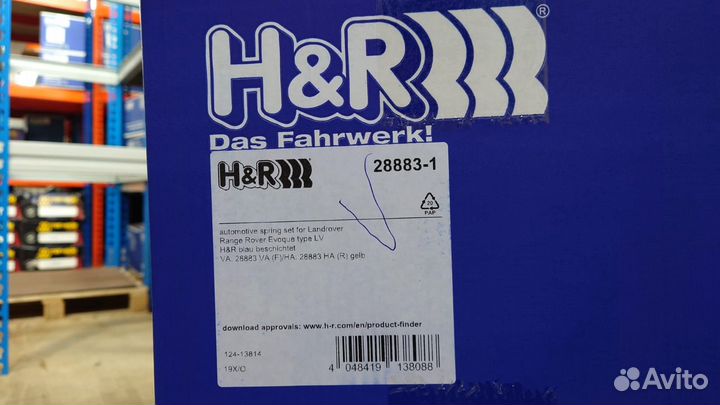 H&R
®
Das Fahrwerk!
H&R
28883-1
20
PAP
automotive spring set for Landrover
Range Rover Evoque type LV
H&R blau beschichtet
VA: 28883 VA (F)/HA: 28883 HA (R) gelb
download approvals: www.h-r.com/en/product-finder
124-13814
19X/O
4 048419 138088
Avito